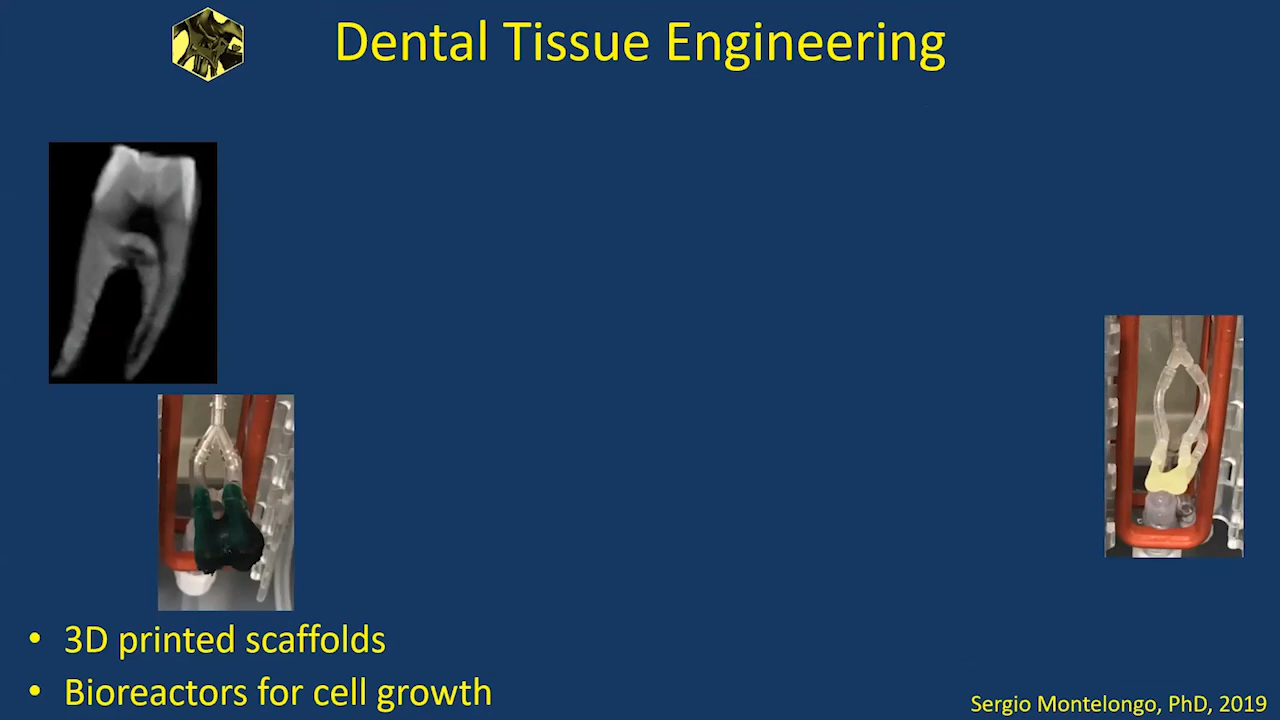 Dental Tissue Engineering
• 3D printed scaffolds
• Bioreactors for cell growth
Sergio Montelongo, PhD, 2019